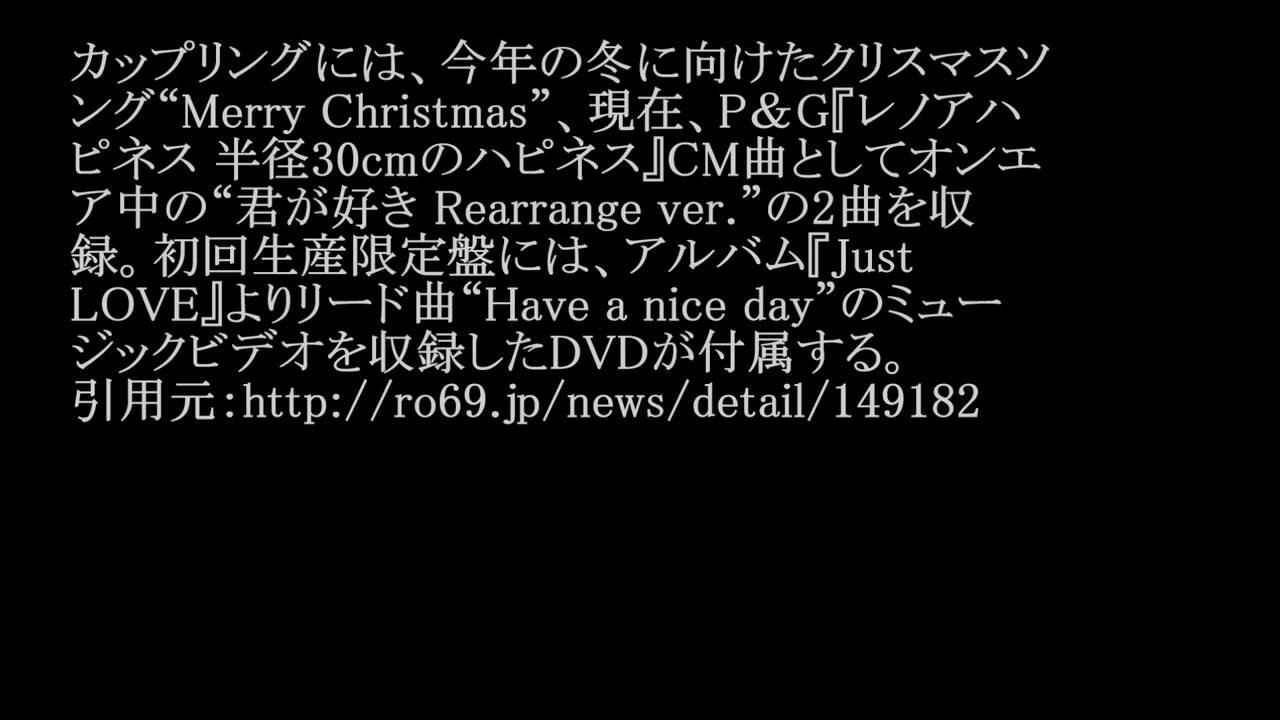 カップリングには、今年の冬に向けたクリスマスソ
ング“Merry Christmas”、現在、P＆G『レノアハ
ピネス 半径30cmのハピネス』CM曲としてオンエ
ア中の“君が好き Rearrange ver.”の2曲を収
録。初回生産限定盤には、アルバム『Just
LOVE』よりリード曲“Have a nice day”のミュー
ジックビデオを収録したDVDが付属する。
引用元：http://ro69.jp/news/detail/149182